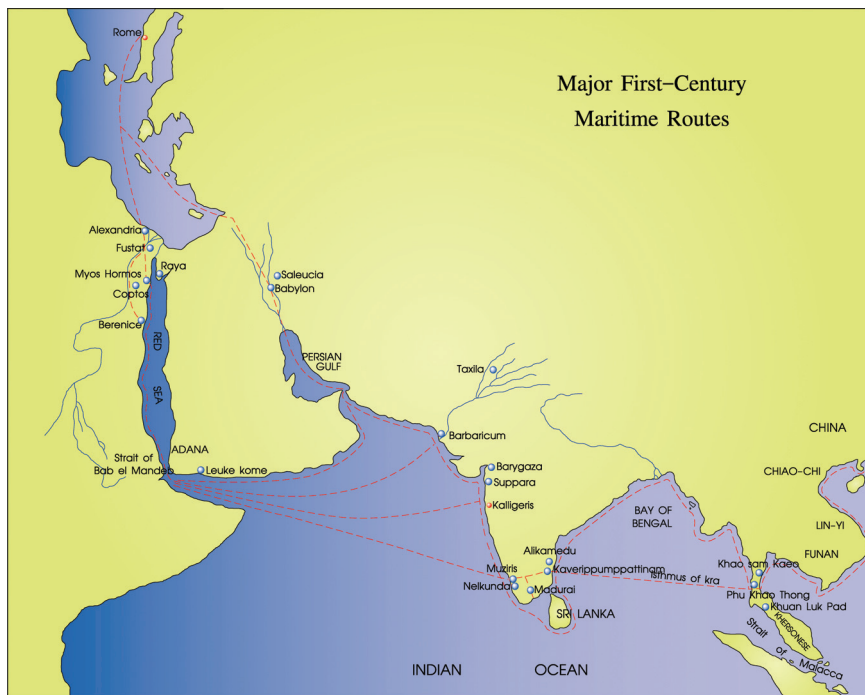 Rome
Major First-Century
Maritime Routes
Alexandria
Fustat
Myos Hormos
Raya
Coptos
Saleucia
Babylon
Berenice
RED
SEA
PERSIAN
GULF
Taxila
Strait of
Bab el Mandeb
ADANA
Leuke kome
Barbaricum
Barygaza
Suppara
Kalligeris
CHINA
CHIAO-CHI
BAY OF
BENGAL
LIN-YI
FUNAN
Alikamedu
Muziris
Kaverippumppattinam
Nelkunda
Madurai
SRI LANKA
Isthmus of kra
Khao sam Kaeo
Phu Khao Thong
Khuan Luk Pad
KHERSONESE
Strait of Malacca
INDIAN OCEAN